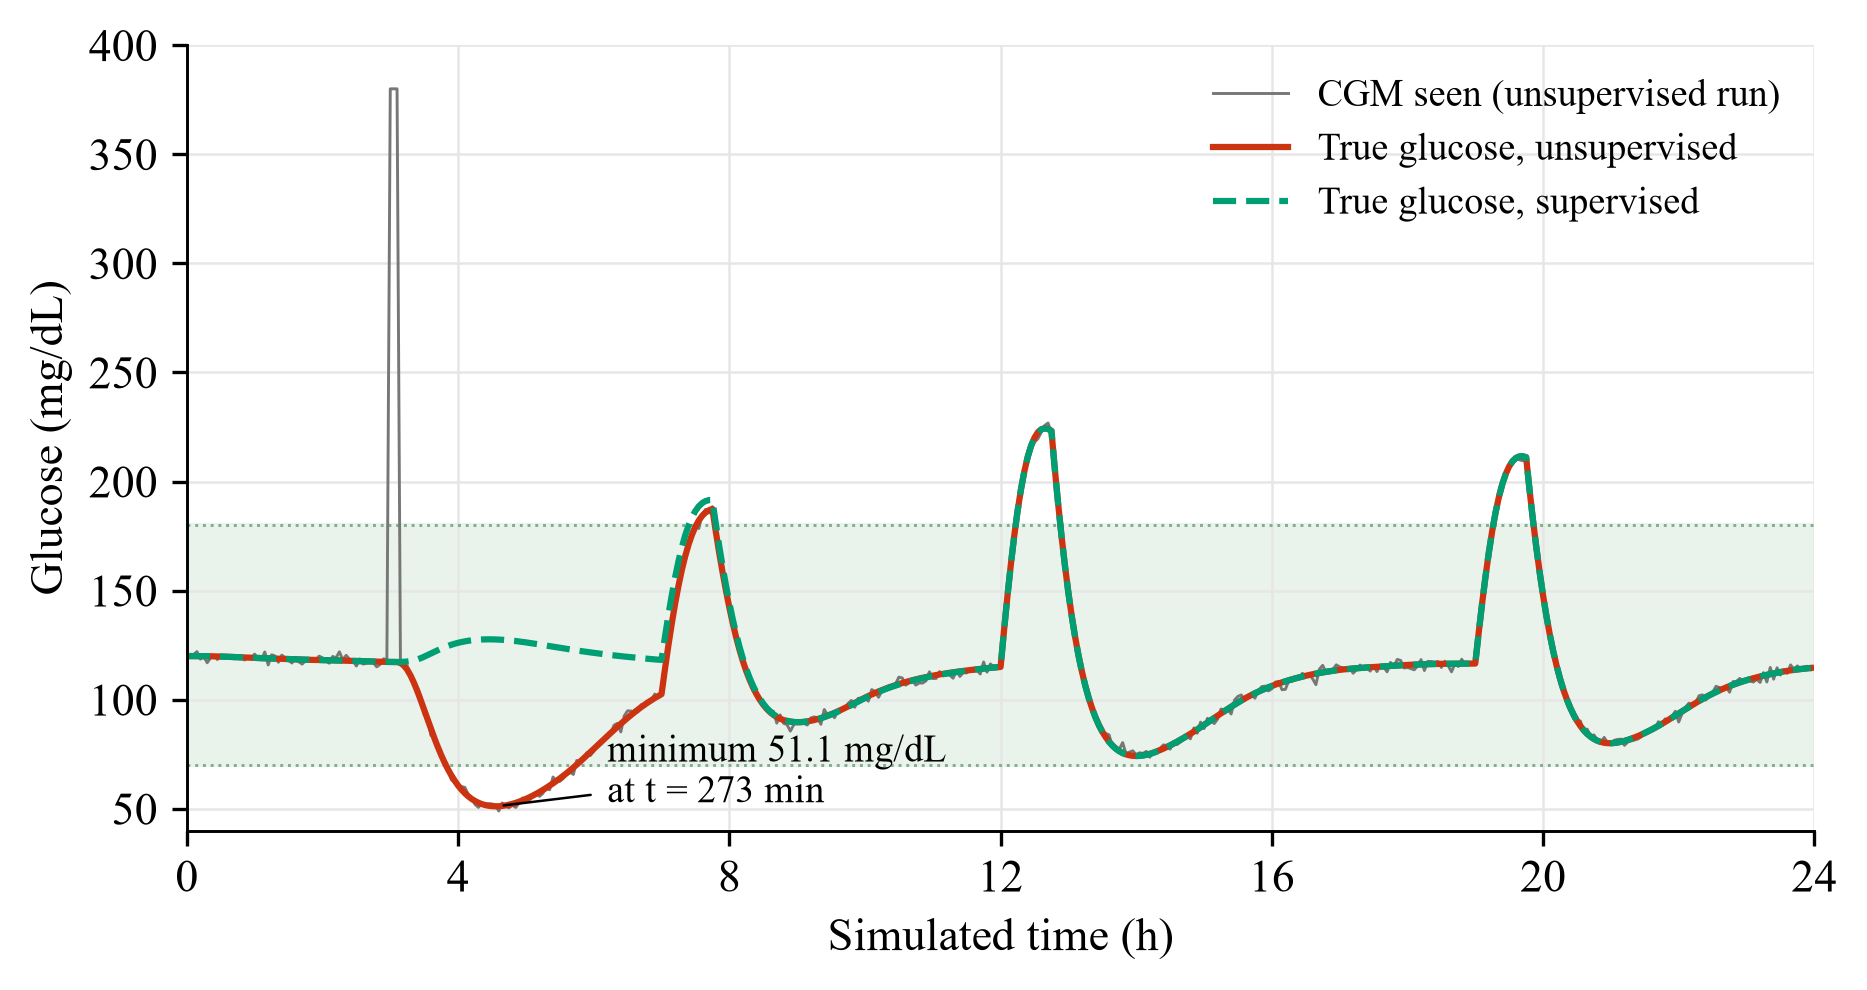 400
350
300
250
200
150
100
50
Glucose (mg/dL)
CGM seen (unsupervised run)
True glucose, unsupervised
True glucose, supervised
minimum 51.1 mg/dL
at t = 273 min
0 4 8 12 16 20 24
Simulated time (h)